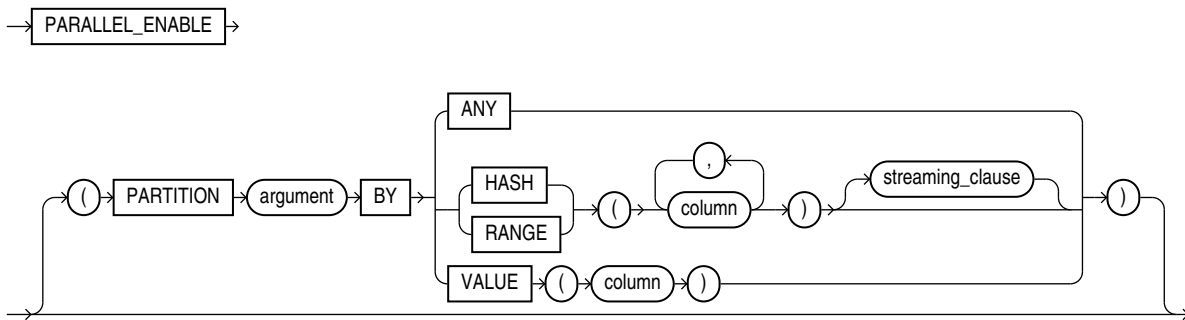 PARALLEL_ENABLE
ANY
HASH
,
streaming_clause
( PARTITION argument BY ( column ) )
RANGE
VALUE ( column )